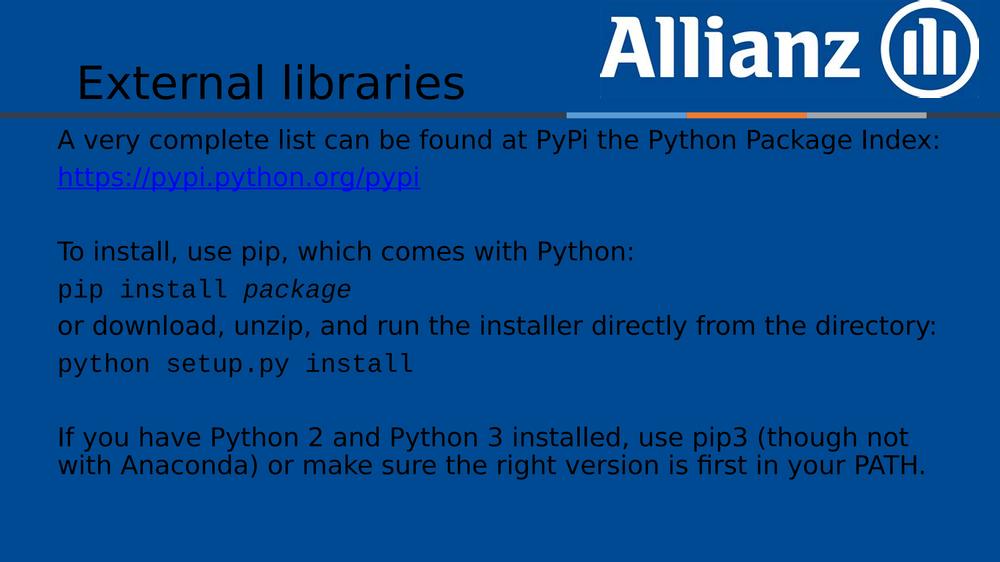 Allianz
External libraries
A very complete list can be found at PyPi the Python Package Index:
https://pypi.python.org/pypi
To install, use pip, which comes with Python:
pip install package
or download, unzip, and run the installer directly from the directory:
python setup.py install
If you have Python 2 and Python 3 installed, use pip3 (though not
with Anaconda) or make sure the right version is first in your PATH.